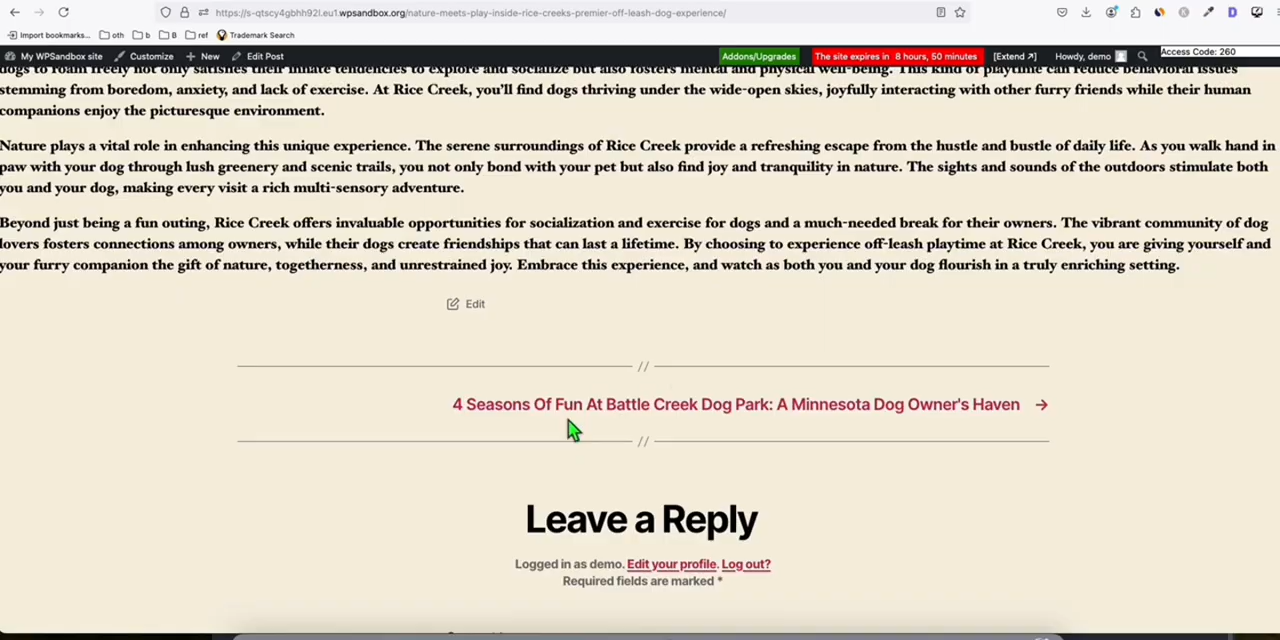 https://s-qtscy4gbhh92l.eu1.wpsandbox.org/nature-meets-play-inside-rice-creeks-premier-off-leash-dog-experience/
Import bookmarks... oth b B ref Trademark Search
My WPSandbox site Customize New Edit Post Addons/Upgrades The site expires in 8 hours, 50 minutes [Extend ↗] Howdy, demo Access Code: 260
dogs to roam freely not only satisfies their innate tendencies to explore and socialize but also fosters mental and physical well-being. This kind of playtime can reduce behavioral issues
stemming from boredom, anxiety, and lack of exercise. At Rice Creek, you'll find dogs thriving under the wide-open skies, joyfully interacting with other furry friends while their human
companions enjoy the picturesque environment.
Nature plays a vital role in enhancing this unique experience. The serene surroundings of Rice Creek provide a refreshing escape from the hustle and bustle of daily life. As you walk hand in
paw with your dog through lush greenery and scenic trails, you not only bond with your pet but also find joy and tranquility in nature. The sights and sounds of the outdoors stimulate both
you and your dog, making every visit a rich multi-sensory adventure.
Beyond just being a fun outing, Rice Creek offers invaluable opportunities for socialization and exercise for dogs and a much-needed break for their owners. The vibrant community of dog
lovers fosters connections among owners, while their dogs create friendships that can last a lifetime. By choosing to experience off-leash playtime at Rice Creek, you are giving yourself and
your furry companion the gift of nature, togetherness, and unrestrained joy. Embrace this experience, and watch as both you and your dog flourish in a truly enriching setting.
Edit
//
4 Seasons Of Fun At Battle Creek Dog Park: A Minnesota Dog Owner's Haven →
//
Leave a Reply
Logged in as demo. Edit your profile. Log out?
Required fields are marked *